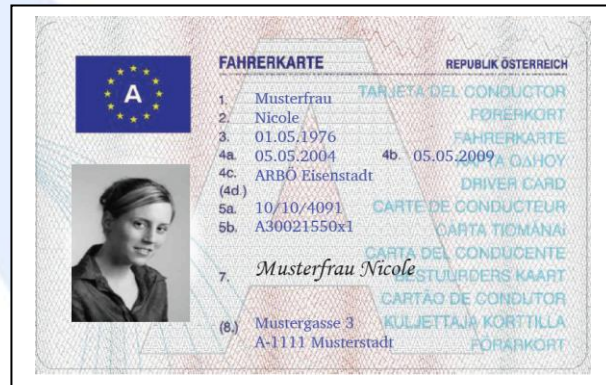 FAHRERKARTE REPUBLIK ÖSTERREICH
A
1. Musterfrau TARJETA DEL CONDUCTOR
2. Nicole FØRERKORT
3. 01.05.1976 FAHRERKARTE
4a. 05.05.2004 4b. 05.05.2009 ΟΔΗΓΟΥ
4c. ARBÖ Eisenstadt DRIVER CARD
(4d.)
5a. 10/10/4091 CARTE DE CONDUCTEUR
5b. A30021550x1 CARTA TIOMÁNAI
CARTA DEL CONDUCENTE
7. Musterfrau Nicole BESTUURDERS KAART
CARTÃO DE CONDUTOR
(8.) Mustergasse 3 KULJETTAJA KORTTILLA
A-1111 Musterstadt FÖRARKORT